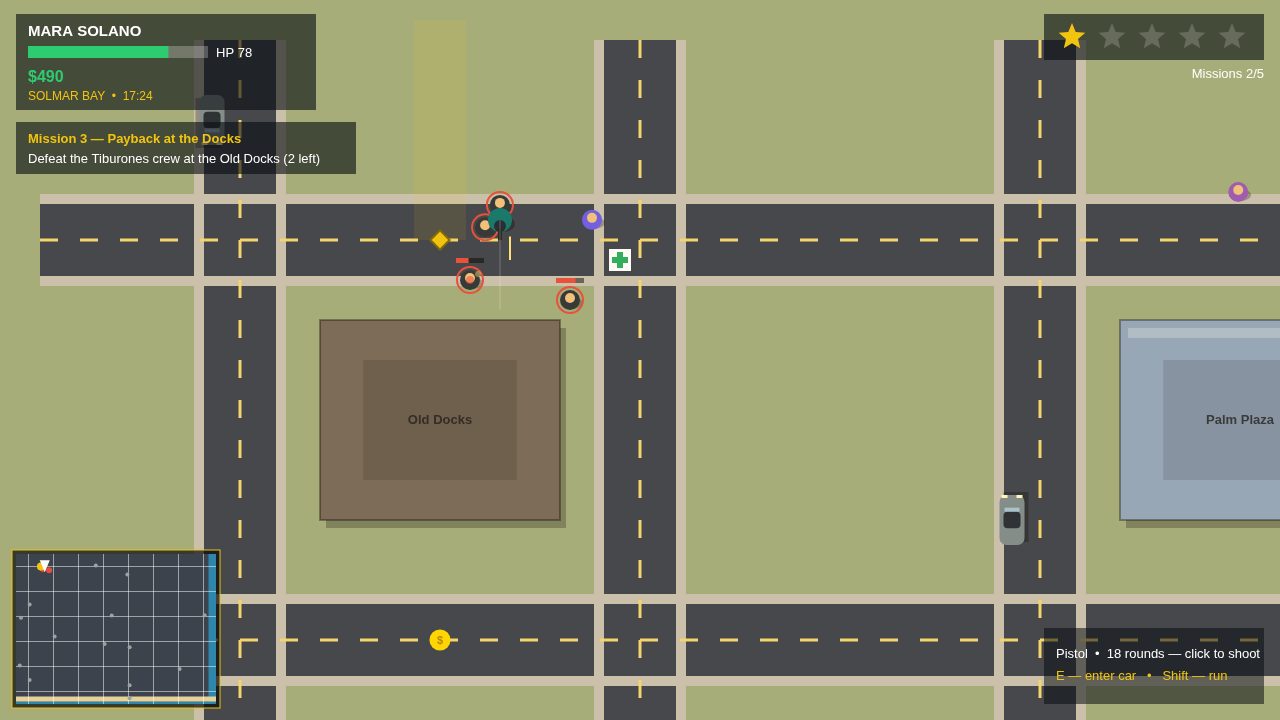 MARA SOLANO
HP 78
$490
SOLMAR BAY • 17:24
Missions 2/5
Mission 3 — Payback at the Docks
Defeat the Tiburones crew at the Old Docks (2 left)
Old Docks
Palm Plaza
$
Pistol • 18 rounds — click to shoot
E — enter car • Shift — run